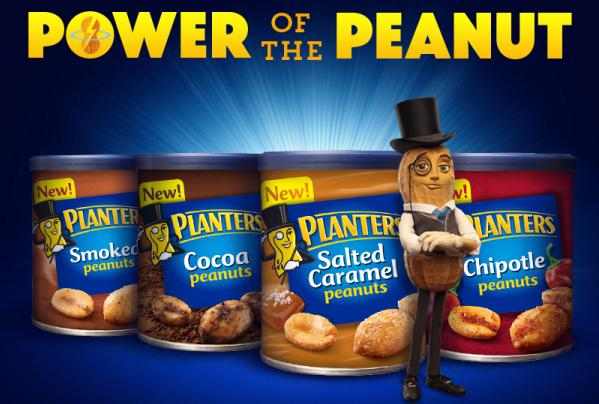 POWER OF THE PEANUT
New!
PLANTERS
Smoked
peanuts
New!
PLANTERS
Cocoa
peanuts
New!
PLANTERS
Salted
Caramel
peanuts
w!
PLANTERS
Chipotle
peanuts